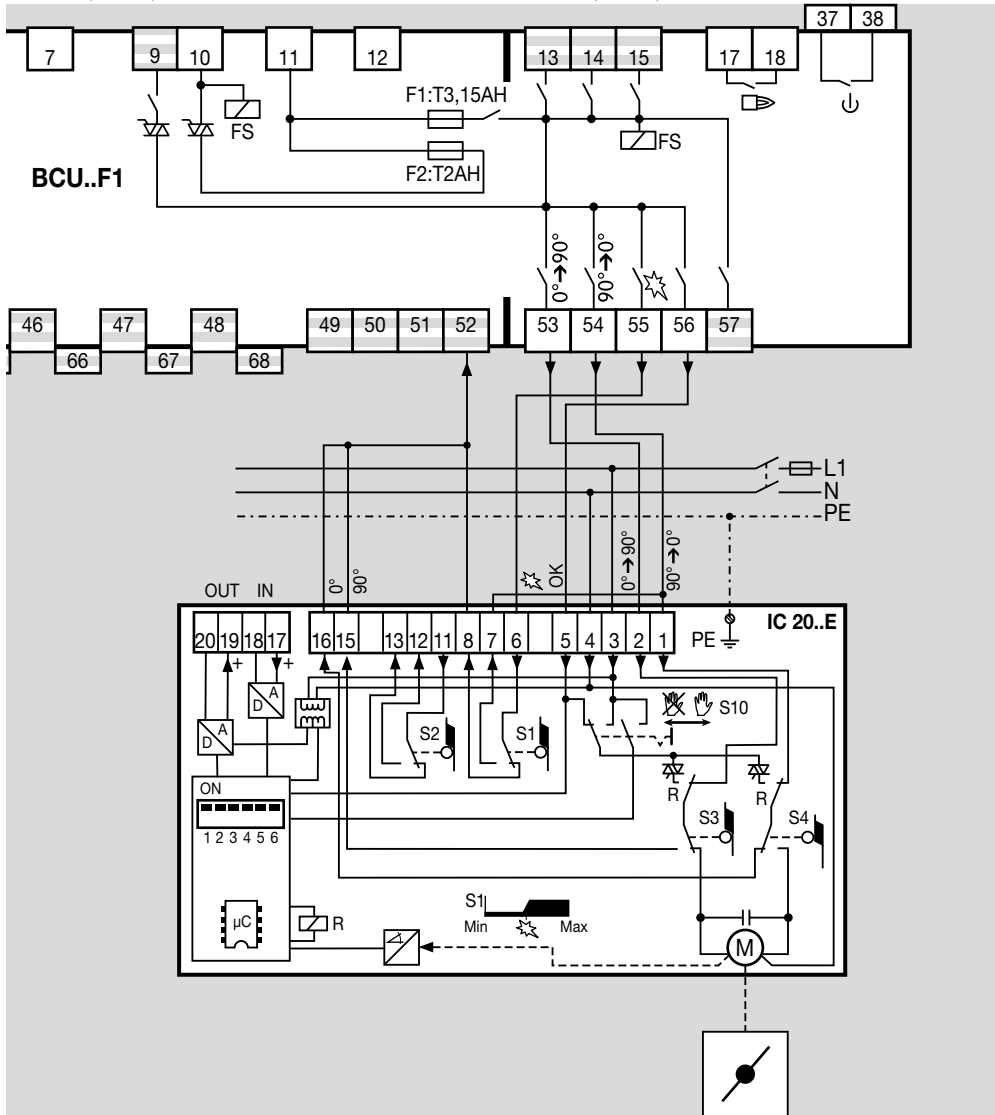 37 38
7 9 10 11 12 13 14 15 17 18
F1:T3,15AH
FS
FS
F2:T2AH
BCU..F1
0°➔90°
90°➔0°
46 47 48 49 50 51 52 53 54 55 56 57
66 67 68
L1
N
PE
0°
90°
OK
0°➔90°
90°➔0°
OUT IN
IC 20..E
20 19 18 17 16 15 13 12 11 8 7 6 5 4 3 2 1
PE
+ +
A
D
A
D
S2
S1
S10
ON
1 2 3 4 5 6
R
R
S3
S4
µC
R
S1
Min Max
M